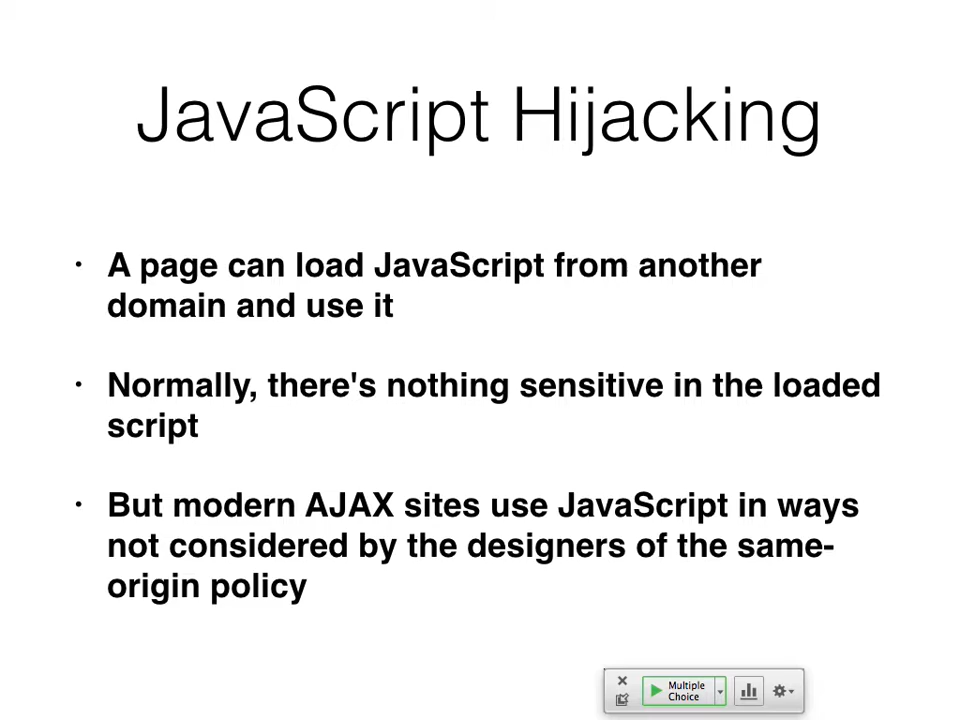 JavaScript Hijacking
• A page can load JavaScript from another
domain and use it
• Normally, there's nothing sensitive in the loaded
script
• But modern AJAX sites use JavaScript in ways
not considered by the designers of the same-
origin policy
Multiple
Choice